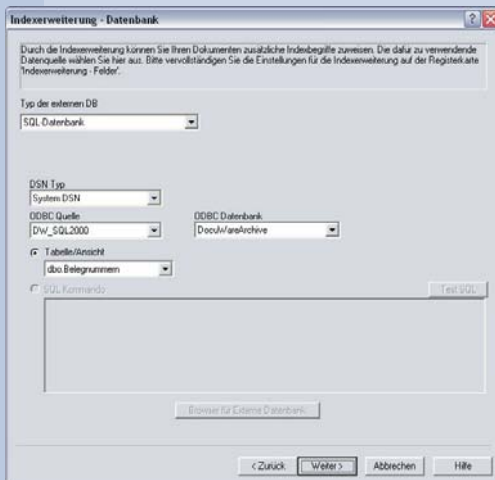 Indexerweiterung - Datenbank
Durch die Indexerweiterung können Sie Ihren Dokumenten zusätzliche Indexbegriffe zuweisen. Die dafür zu verwendende
Datenquelle wählen Sie hier aus. Bitte vervollständigen Sie die Einstellungen für die Indexerweiterung auf der Registerkarte
'Indexerweiterung - Felder'.
Typ der externen DB
SQL-Datenbank
DSN Typ
System DSN
ODBC Quelle
ODBC Datenbank
DW_SQL2000
DocuWareArchive
Tabelle/Ansicht
dbo.Belegnummern
SQL Kommando
Test SQL
Browser für Externe Datenbank
< Zurück
Weiter >
Abbrechen
Hilfe